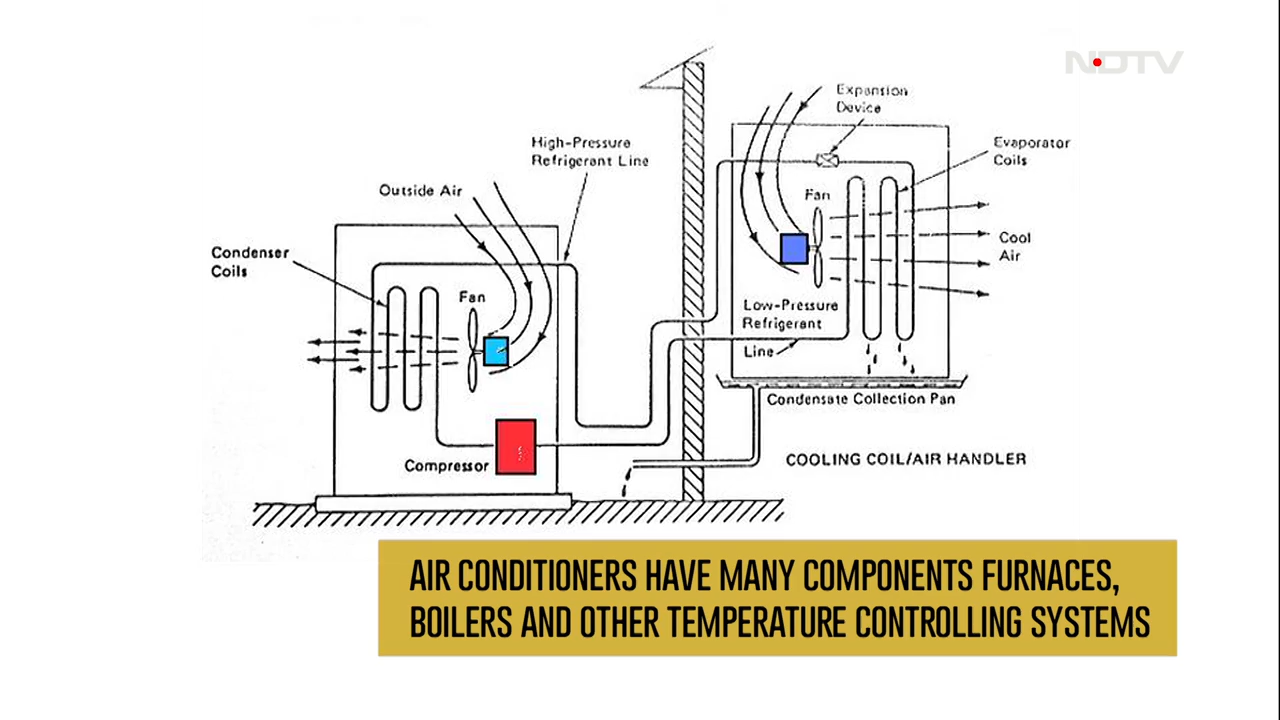 NDTV
Expansion
Device
High-Pressure
Refrigerant Line
Evaporator
Coils
Outside Air
Fan
Cool
Air
Condenser
Coils
Fan
Low-Pressure
Refrigerant
Line
Condensate Collection Pan
Compressor
COOLING COIL/AIR HANDLER
AIR CONDITIONERS HAVE MANY COMPONENTS FURNACES,
BOILERS AND OTHER TEMPERATURE CONTROLLING SYSTEMS